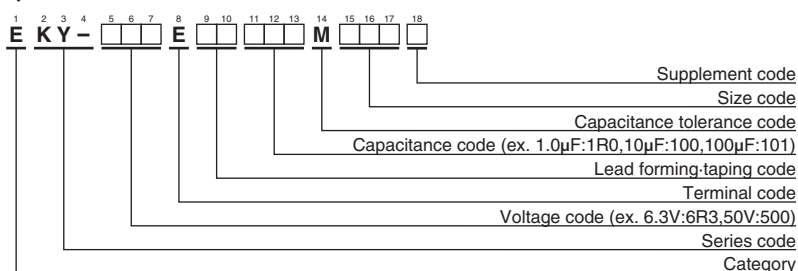 1 2 3 4 5 6 7 8 9 10 11 12 13 14 15 16 17 18
E KY- □□□ E □□ □□□ M □□□ □
Supplement code
Size code
Capacitance tolerance code
Capacitance code (ex. 1.0μF:1R0,10μF:100,100μF:101)
Lead forming·taping code
Terminal code
Voltage code (ex. 6.3V:6R3,50V:500)
Series code
Category